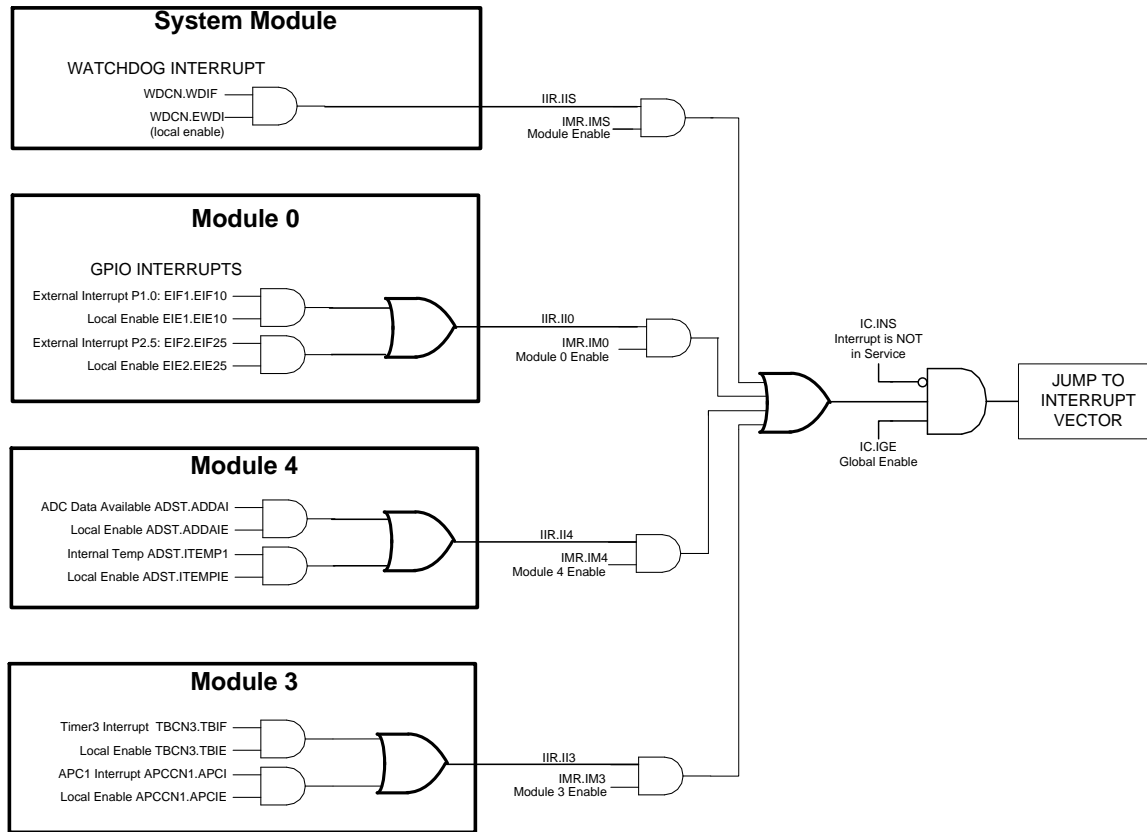 System Module
WATCHDOG INTERRUPT
WDCN.WDIF
WDCN.EWDI
(local enable)
IIR.IIS
IMR.IMS
Module Enable
Module 0
GPIO INTERRUPTS
External Interrupt P1.0: EIF1.EIF10
Local Enable EIE1.EIE10
External Interrupt P2.5: EIF2.EIF25
Local Enable EIE2.EIE25
IIR.II0
IMR.IM0
Module 0 Enable
IC.INS
Interrupt is NOT
in Service
IC.IGE
Global Enable
JUMP TO
INTERRUPT
VECTOR
Module 4
ADC Data Available ADST.ADDAI
Local Enable ADST.ADDAIE
Internal Temp ADST.ITEMP1
Local Enable ADST.ITEMPIE
IIR.II4
IMR.IM4
Module 4 Enable
Module 3
Timer3 Interrupt TBCN3.TBIF
Local Enable TBCN3.TBIE
APC1 Interrupt APCCN1.APCI
Local Enable APCCN1.APCIE
IIR.II3
IMR.IM3
Module 3 Enable